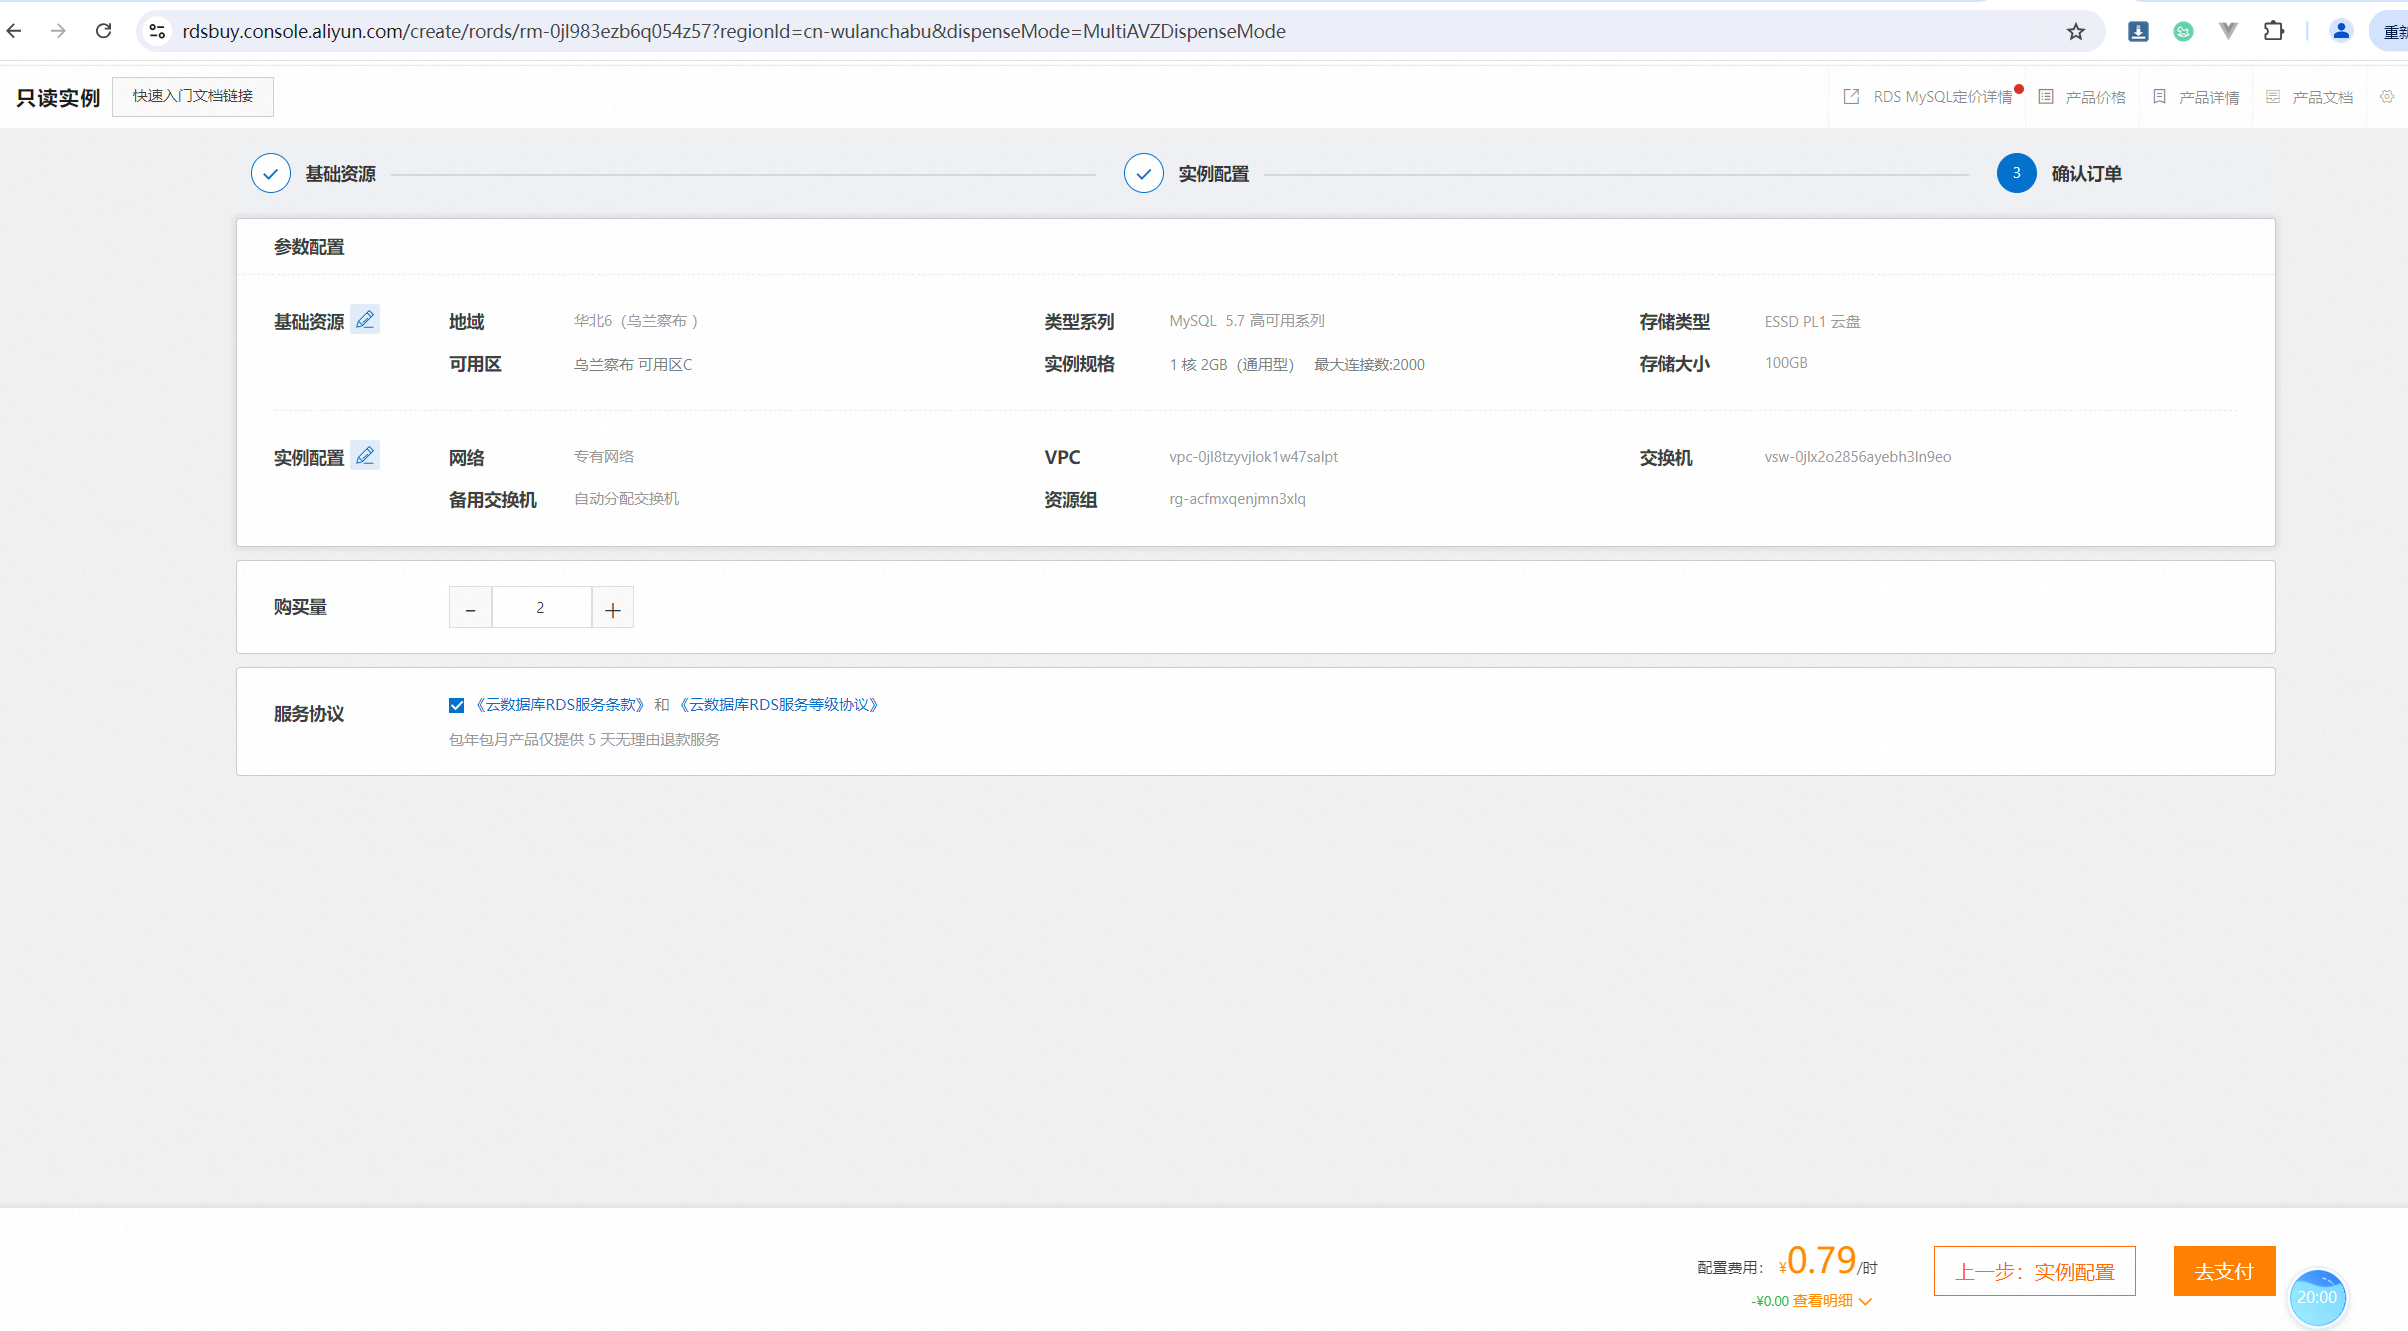 rdsbuy.console.aliyun.com/create/rords/rm-0jl983ezb6q054z57?regionId=cn-wulanchabu&dispenseMode=MultiAVZDispenseMode
重新
只读实例 快速入门文档链接 RDS MySQL定价详情 产品价格 产品详情 产品文档
基础资源 实例配置 3 确认订单
参数配置
基础资源 地域 华北6（乌兰察布 ） 类型系列 MySQL 5.7 高可用系列 存储类型 ESSD PL1 云盘
可用区 乌兰察布 可用区C 实例规格 1 核 2GB（通用型） 最大连接数:2000 存储大小 100GB
实例配置 网络 专有网络 VPC vpc-0jl8tzyvjlok1w47salpt 交换机 vsw-0jlx2o2856ayebh3ln9eo
备用交换机 自动分配交换机 资源组 rg-acfmxqenjmn3xlq
购买量 - 2 +
服务协议 《云数据库RDS服务条款》 和 《云数据库RDS服务等级协议》
包年包月产品仅提供 5 天无理由退款服务
配置费用： ¥0.79/时 上一步：实例配置 去支付
-¥0.00 查看明细
20:00